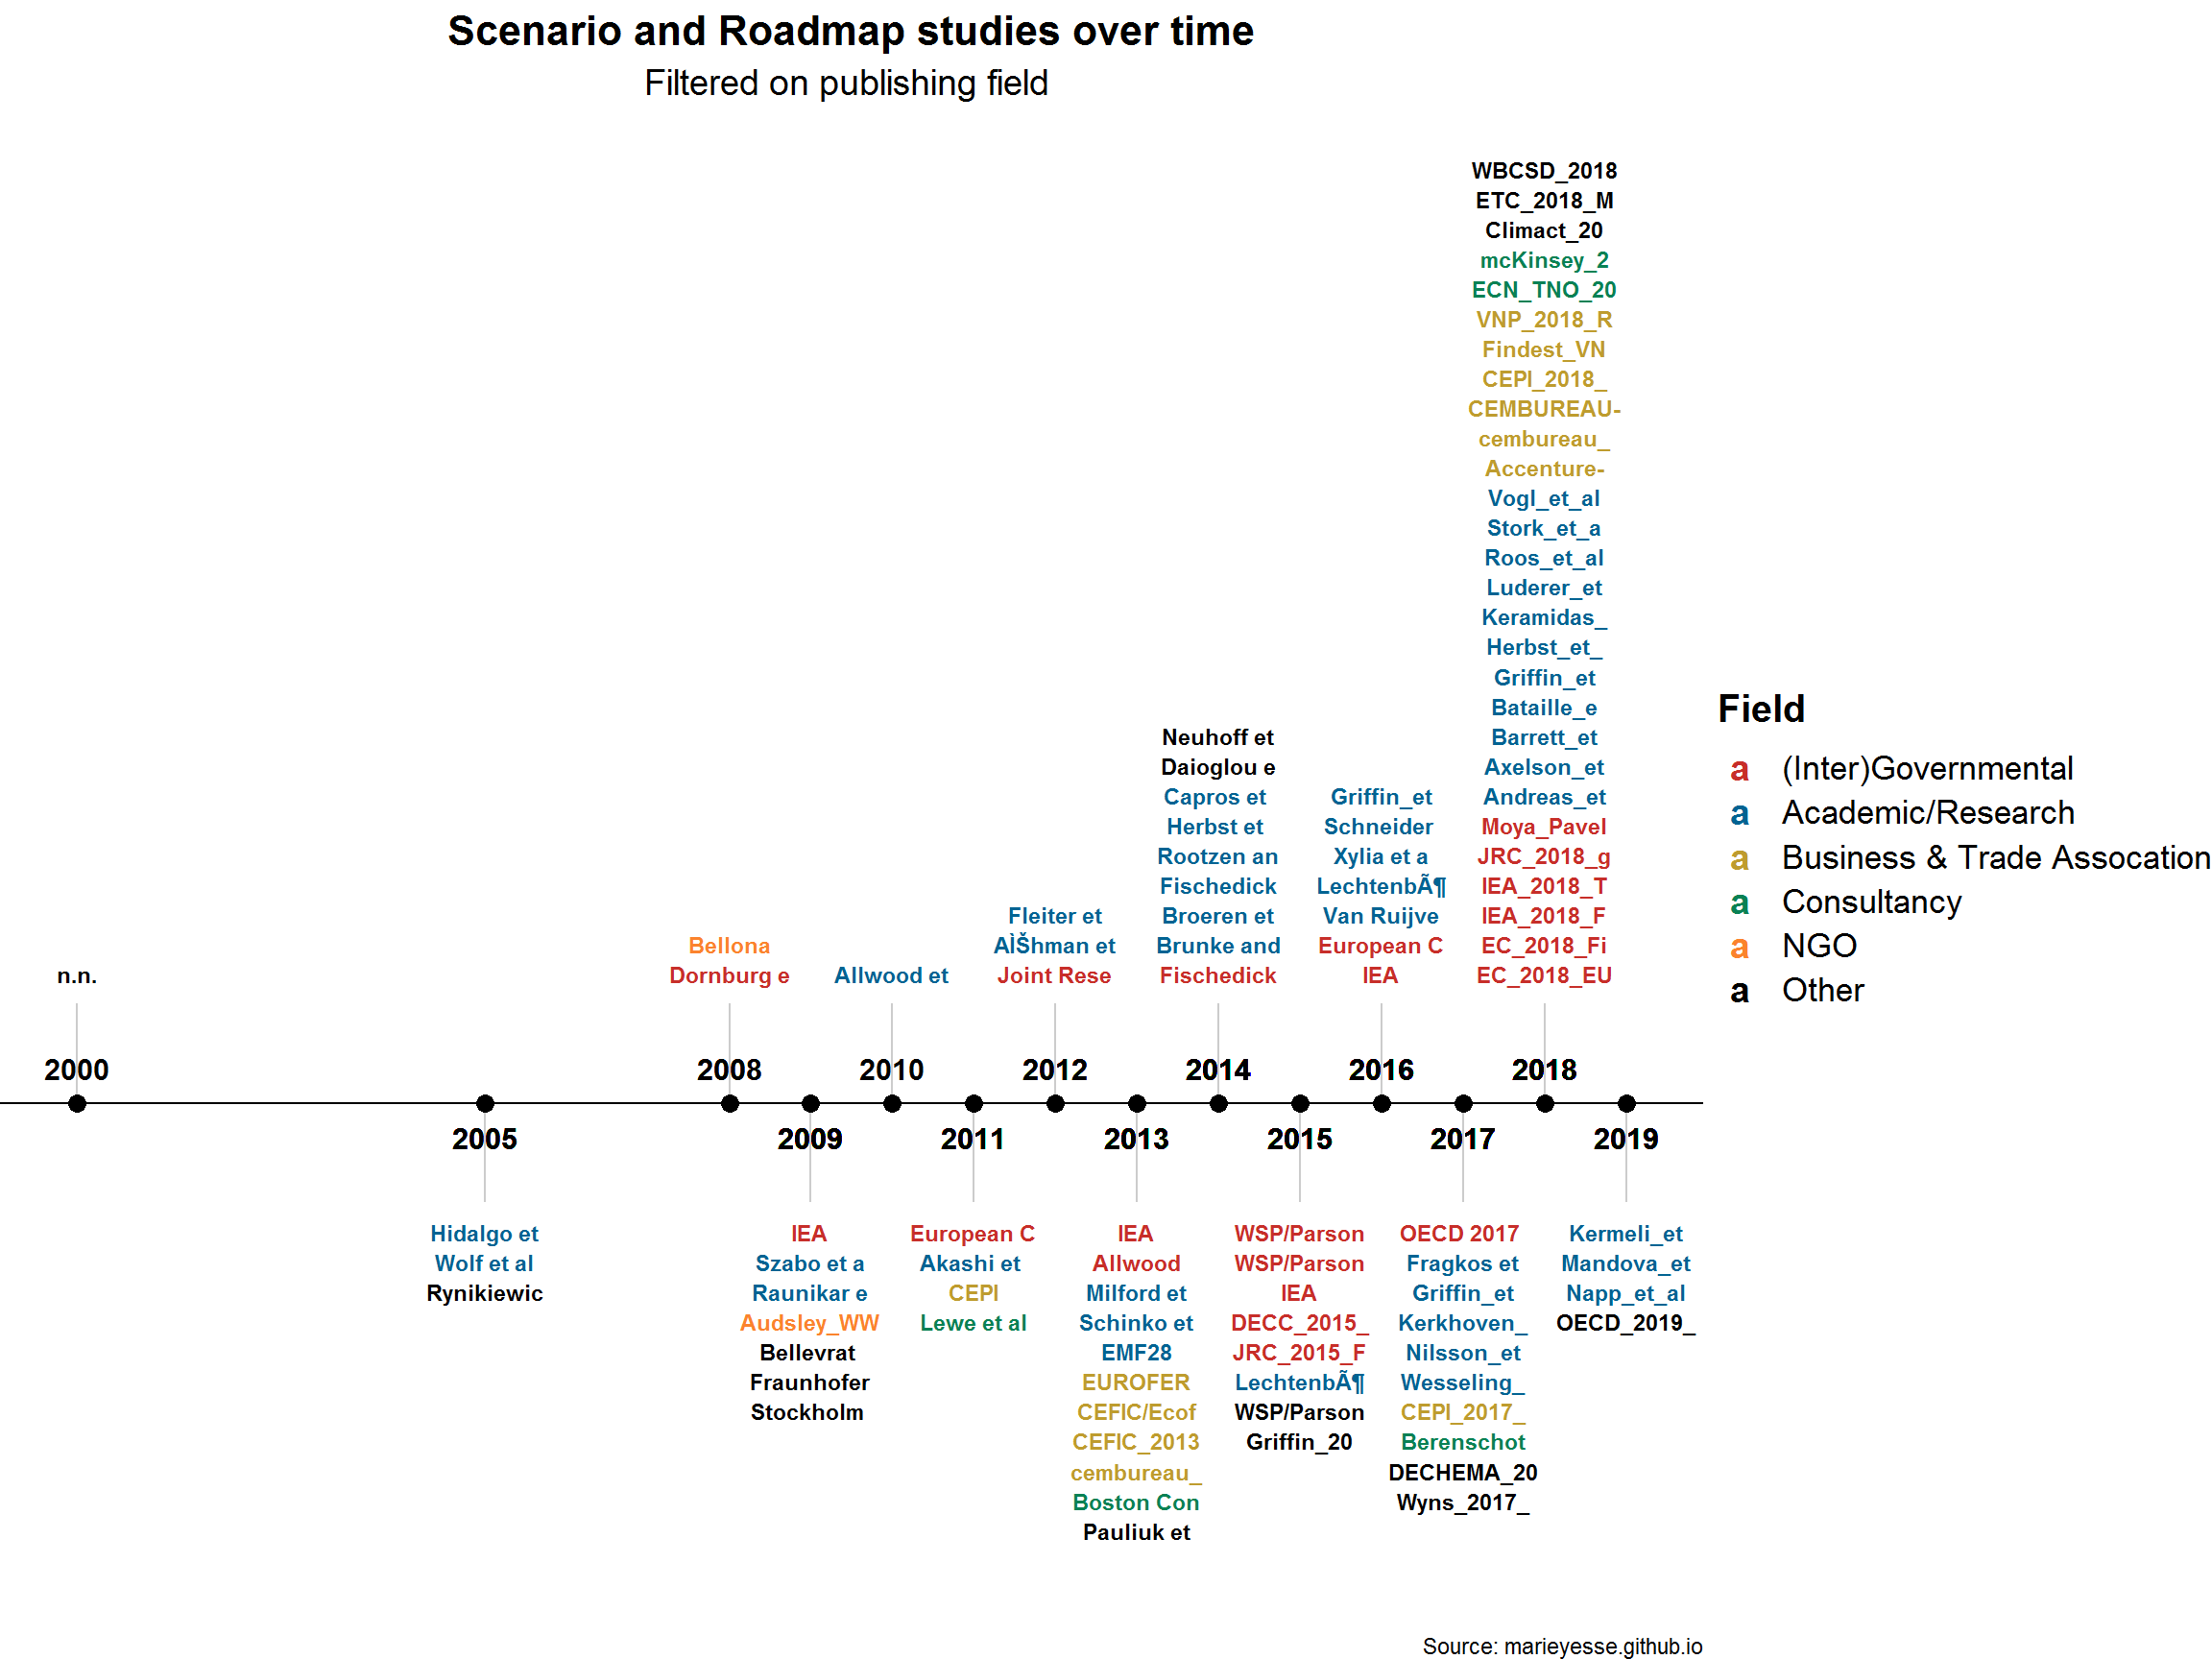 Scenario and Roadmap studies over time
Filtered on publishing field
WBCSD_2018
ETC_2018_M
Climact_20
mcKinsey_2
ECN_TNO_20
VNP_2018_R
Findest_VN
CEPI_2018_
CEMBUREAU-
cembureau_
Accenture-
Vogl_et_al
Stork_et_a
Roos_et_al
Luderer_et
Keramidas_
Herbst_et_
Griffin_et
Bataille_e
Barrett_et
Axelson_et
Andreas_et
Moya_Pavel
JRC_2018_g
IEA_2018_T
IEA_2018_F
EC_2018_Fi
EC_2018_EU
Neuhoff et
Daioglou e
Capros et
Herbst et
Rootzen an
Fischedick
Broeren et
Brunke and
Fischedick
Griffin_et
Schneider
Xylia et a
LechtenbÃ¶
Van Ruijve
European C
IEA
Fleiter et
AÌŠhman et
Joint Rese
Allwood et
Bellona
Dornburg e
n.n.
2000
2008
2010
2012
2014
2016
2018
2005
2009
2011
2013
2015
2017
2019
Hidalgo et
Wolf et al
Rynikiewic
IEA
Szabo et a
Raunikar e
Audsley_WW
Bellevrat
Fraunhofer
Stockholm
European C
Akashi et
CEPI
Lewe et al
IEA
Allwood
Milford et
Schinko et
EMF28
EUROFER
CEFIC/Ecof
CEFIC_2013
cembureau_
Boston Con
Pauliuk et
WSP/Parson
WSP/Parson
IEA
DECC_2015_
JRC_2015_F
LechtenbÃ¶
WSP/Parson
Griffin_20
OECD 2017
Fragkos et
Griffin_et
Kerkhoven_
Nilsson_et
Wesseling_
CEPI_2017_
Berenschot
DECHEMA_20
Wyns_2017_
Kermeli_et
Mandova_et
Napp_et_al
OECD_2019_
Field
a (Inter)Governmental
a Academic/Research
a Business & Trade Assocation
a Consultancy
a NGO
a Other
Source: marieyesse.github.io